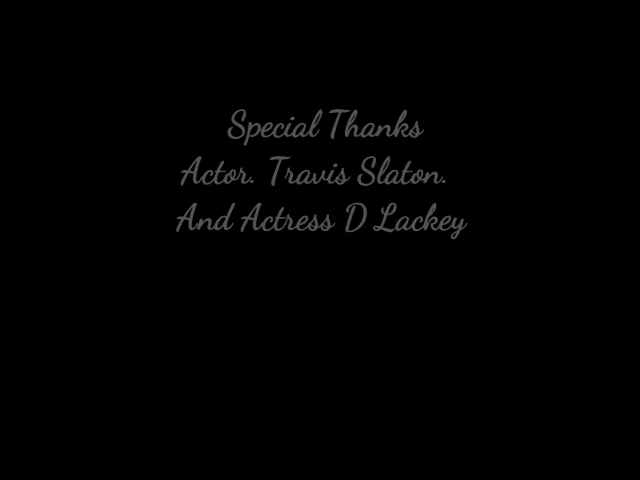 Special Thanks
Actor. Travis Slaton.
And Actress D Lackey